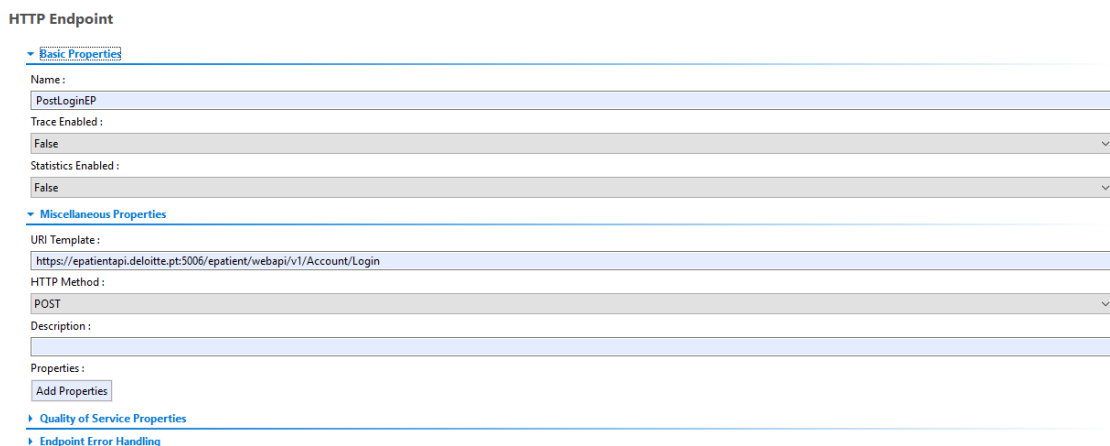 HTTP Endpoint
Basic Properties
Name :
PostLoginEP
Trace Enabled :
False
Statistics Enabled :
False
Miscellaneous Properties
URI Template :
https://epatientapi.deloitte.pt:5006/epatient/webapi/v1/Account/Login
HTTP Method :
POST
Description :
Properties :
Add Properties
Quality of Service Properties
Endpoint Error Handling